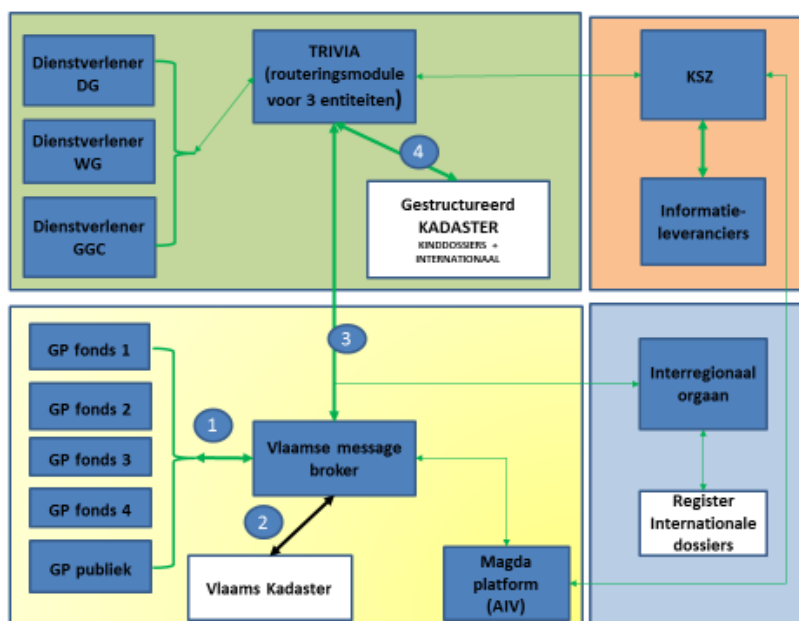 Dienstverlener
DG
Dienstverlener
WG
Dienstverlener
GGC
TRIVIA
(routeringsmodule
voor 3 entiteiten)
4
Gestructureerd
KADASTER
KINDDOSSIERS +
INTERNATIONAAL
KSZ
Informatie-
leveranciers
GP fonds 1
GP fonds 2
GP fonds 3
GP fonds 4
GP publiek
1
3
Vlaamse message
broker
2
Vlaams Kadaster
Magda
platform
(AIV)
Interregionaal
orgaan
Register
Internationale
dossiers